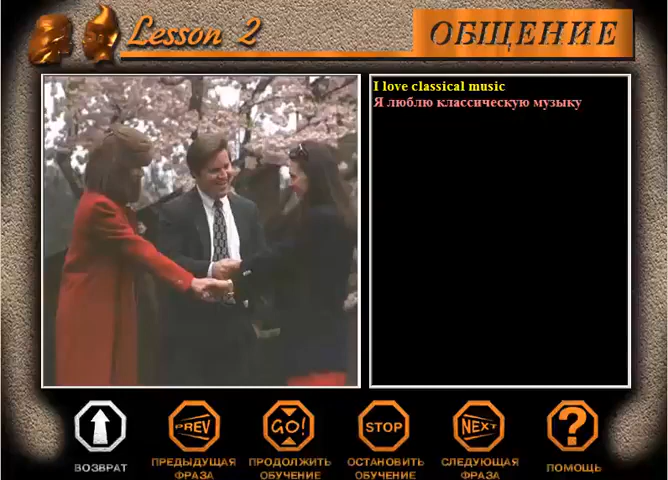 Lesson 2
ОБЩЕНИЕ
I love classical music
Я люблю классическую музыку
PREV
GO!
STOP
NEXT
?
ВОЗВРАТ
ПРЕДЫДУЩАЯ ФРАЗА
ПРОДОЛЖИТЬ ОБУЧЕНИЕ
ОСТАНОВИТЬ ОБУЧЕНИЕ
СЛЕДУЮЩАЯ ФРАЗА
ПОМОЩЬ